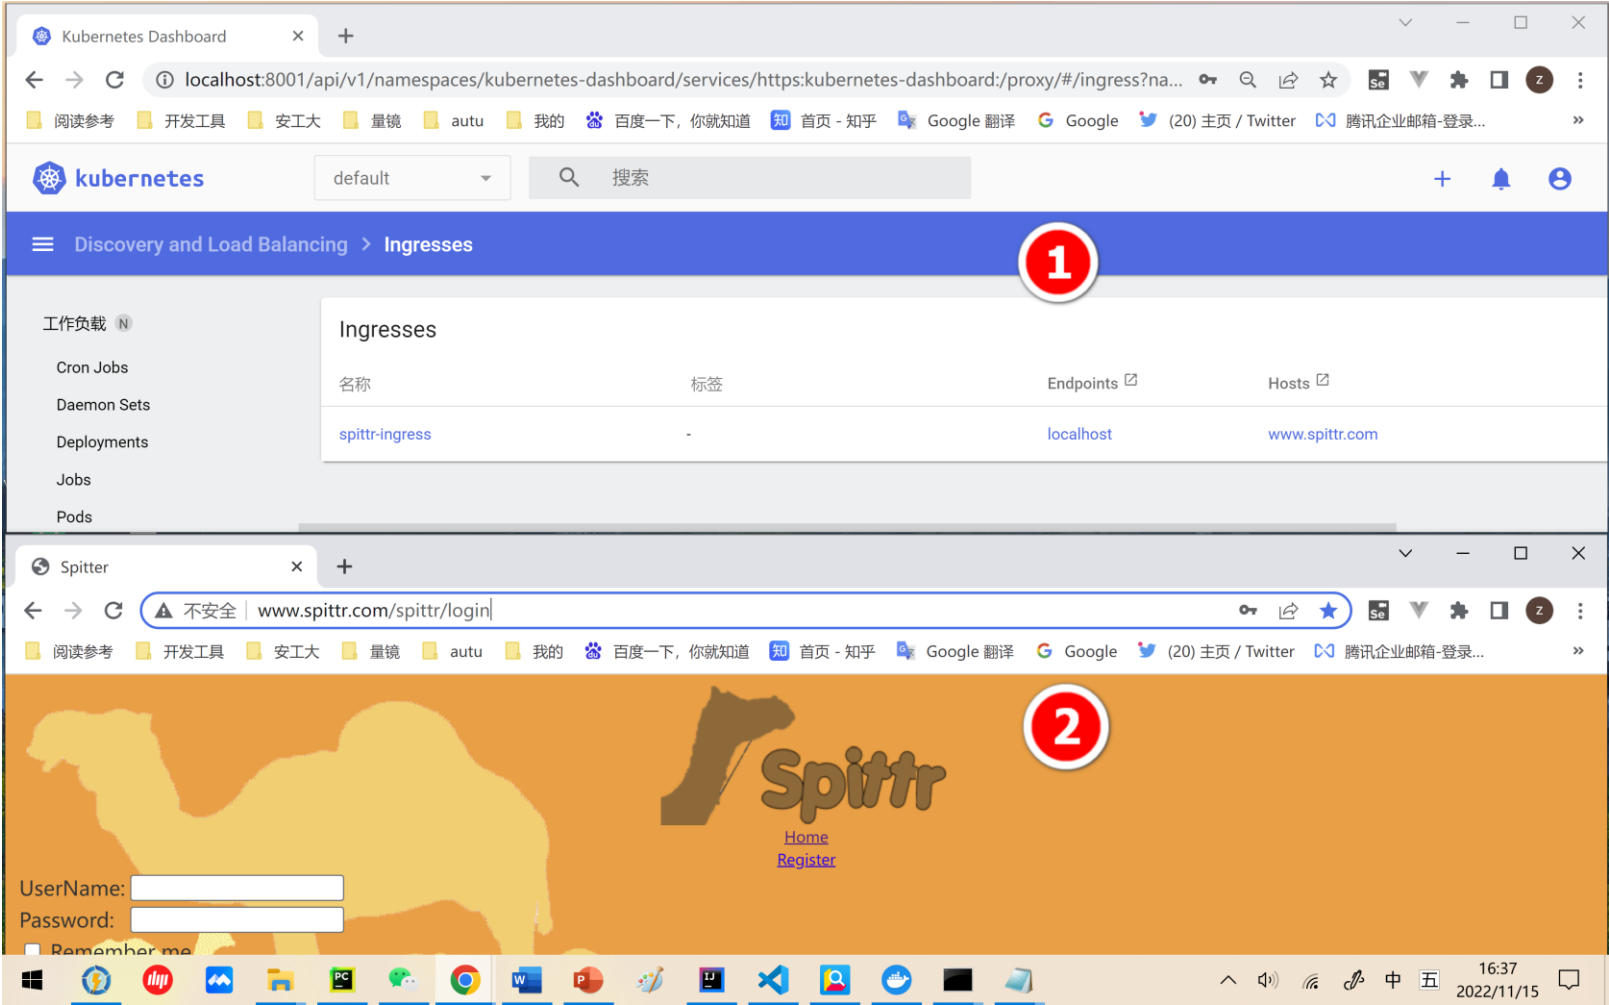 Kubernetes Dashboard
localhost:8001/api/v1/namespaces/kubernetes-dashboard/services/https:kubernetes-dashboard:/proxy/#/ingress?na...
Se
Z
阅读参考 开发工具 安工大 量镜 autu 我的 百度一下，你就知道 知 首页 - 知乎 Google 翻译 G Google (20) 主页 / Twitter 腾讯企业邮箱-登录... »
kubernetes default 搜索
Discovery and Load Balancing > Ingresses
1
工作负载 N
Cron Jobs
Daemon Sets
Deployments
Jobs
Pods
Ingresses
名称 标签 Endpoints Hosts
spittr-ingress - localhost www.spittr.com
Spitter
不安全 www.spittr.com/spittr/login
Se
Z
阅读参考 开发工具 安工大 量镜 autu 我的 百度一下，你就知道 知 首页 - 知乎 Google 翻译 G Google (20) 主页 / Twitter 腾讯企业邮箱-登录... »
2
Spittr
Home
Register
UserName:
Password:
Remember me
PC W P IJ 中 五 16:37
2022/11/15